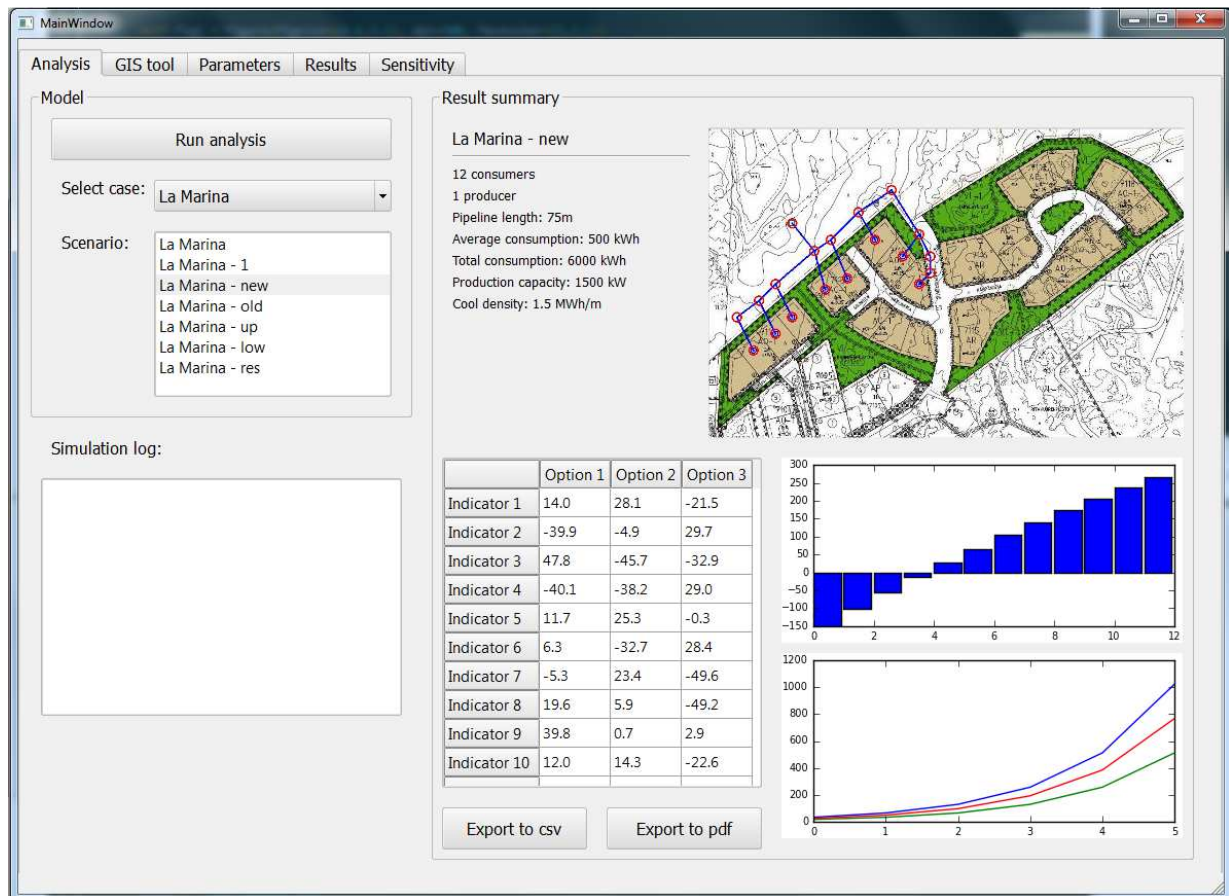 MainWindow
Analysis GIS tool Parameters Results Sensitivity
Model
Run analysis
Select case: La Marina
Scenario:
La Marina
La Marina - 1
La Marina - new
La Marina - old
La Marina - up
La Marina - low
La Marina - res
Simulation log:
Result summary
La Marina - new
12 consumers
1 producer
Pipeline length: 75m
Average consumption: 500 kWh
Total consumption: 6000 kWh
Production capacity: 1500 kW
Cool density: 1.5 MWh/m
Option 1 Option 2 Option 3
Indicator 1 14.0 28.1 -21.5
Indicator 2 -39.9 -4.9 29.7
Indicator 3 47.8 -45.7 -32.9
Indicator 4 -40.1 -38.2 29.0
Indicator 5 11.7 25.3 -0.3
Indicator 6 6.3 -32.7 28.4
Indicator 7 -5.3 23.4 -49.6
Indicator 8 19.6 5.9 -49.2
Indicator 9 39.8 0.7 2.9
Indicator 10 12.0 14.3 -22.6
Export to csv Export to pdf
300
250
200
150
100
50
0
−50
−100
−150
0 2 4 6 8 10 12
1200
1000
800
600
400
200
0
0 1 2 3 4 5